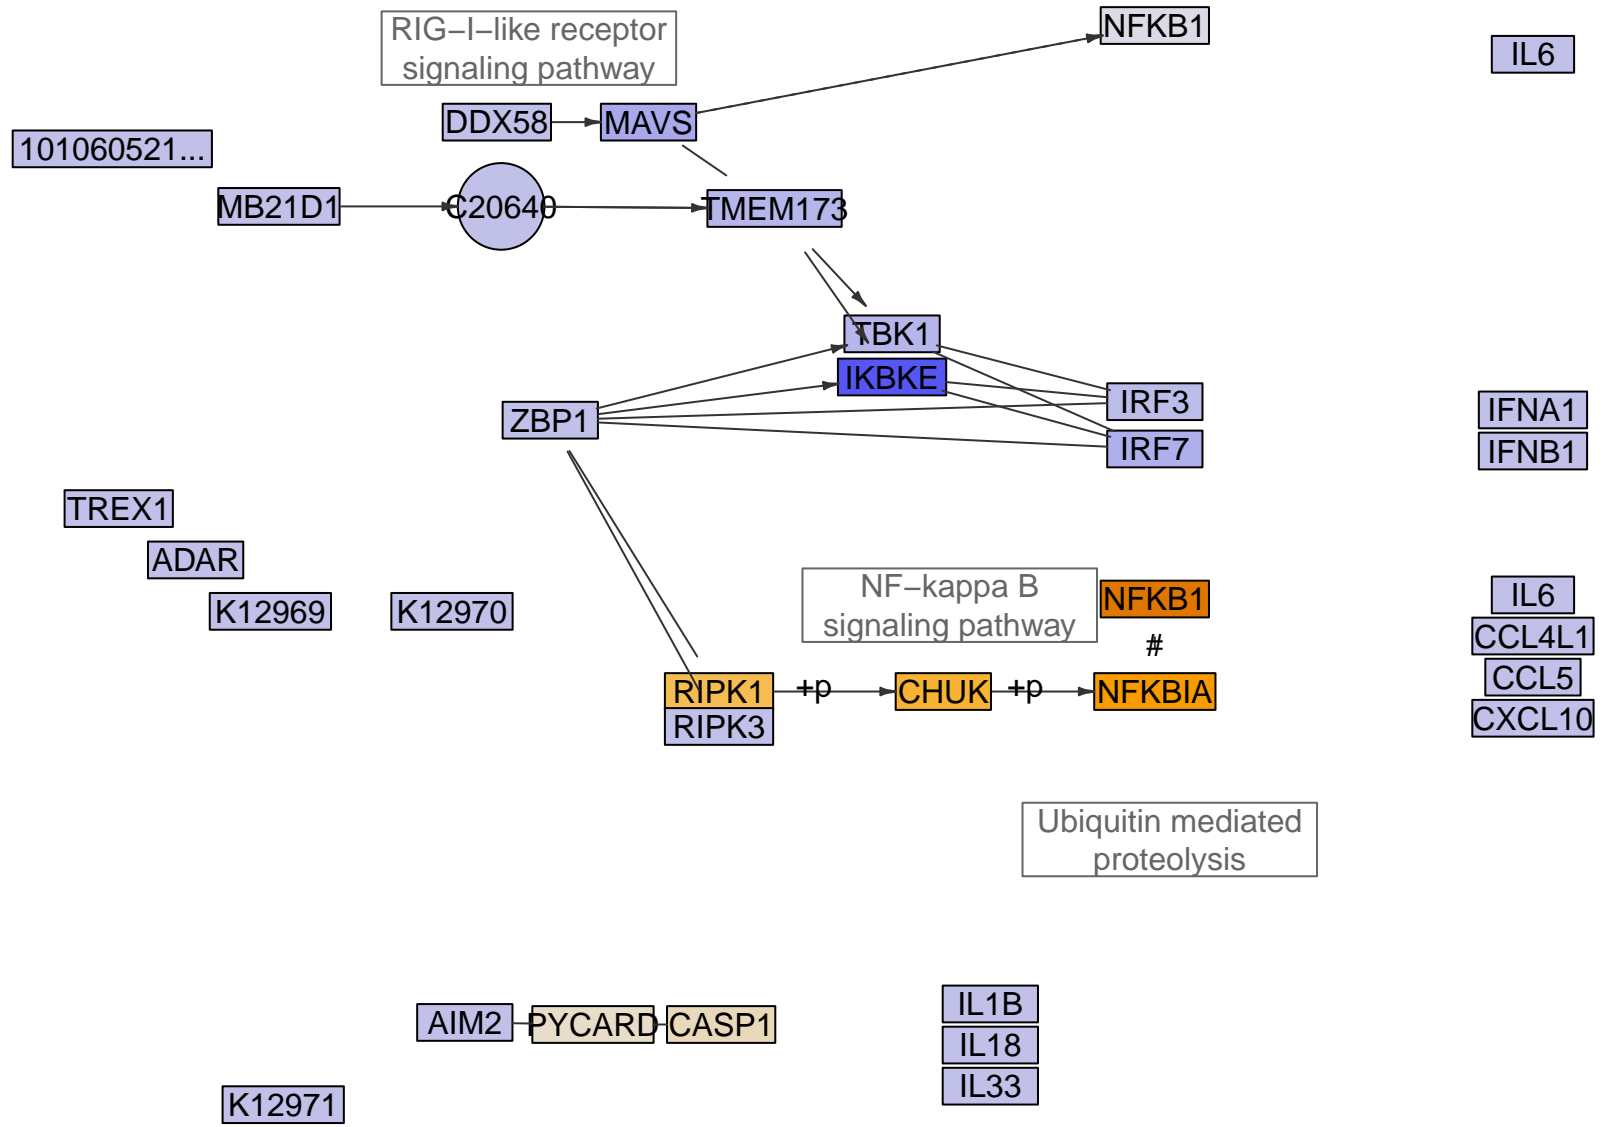 RIG−I−like receptor
signaling pathway
NFKB1
IL6
DDX58
MAVS
101060521...
MB21D1
C20640
TMEM173
TBK1
IKBKE
ZBP1
IRF3
IRF7
IFNA1
IFNB1
TREX1
ADAR
K12969
K12970
NF−kappa B
signaling pathway
NFKB1
#
IL6
CCL4L1
CCL5
CXCL10
RIPK1
+p
CHUK
+p
NFKBIA
RIPK3
Ubiquitin mediated
proteolysis
AIM2
PYCARD
CASP1
IL1B
IL18
IL33
K12971